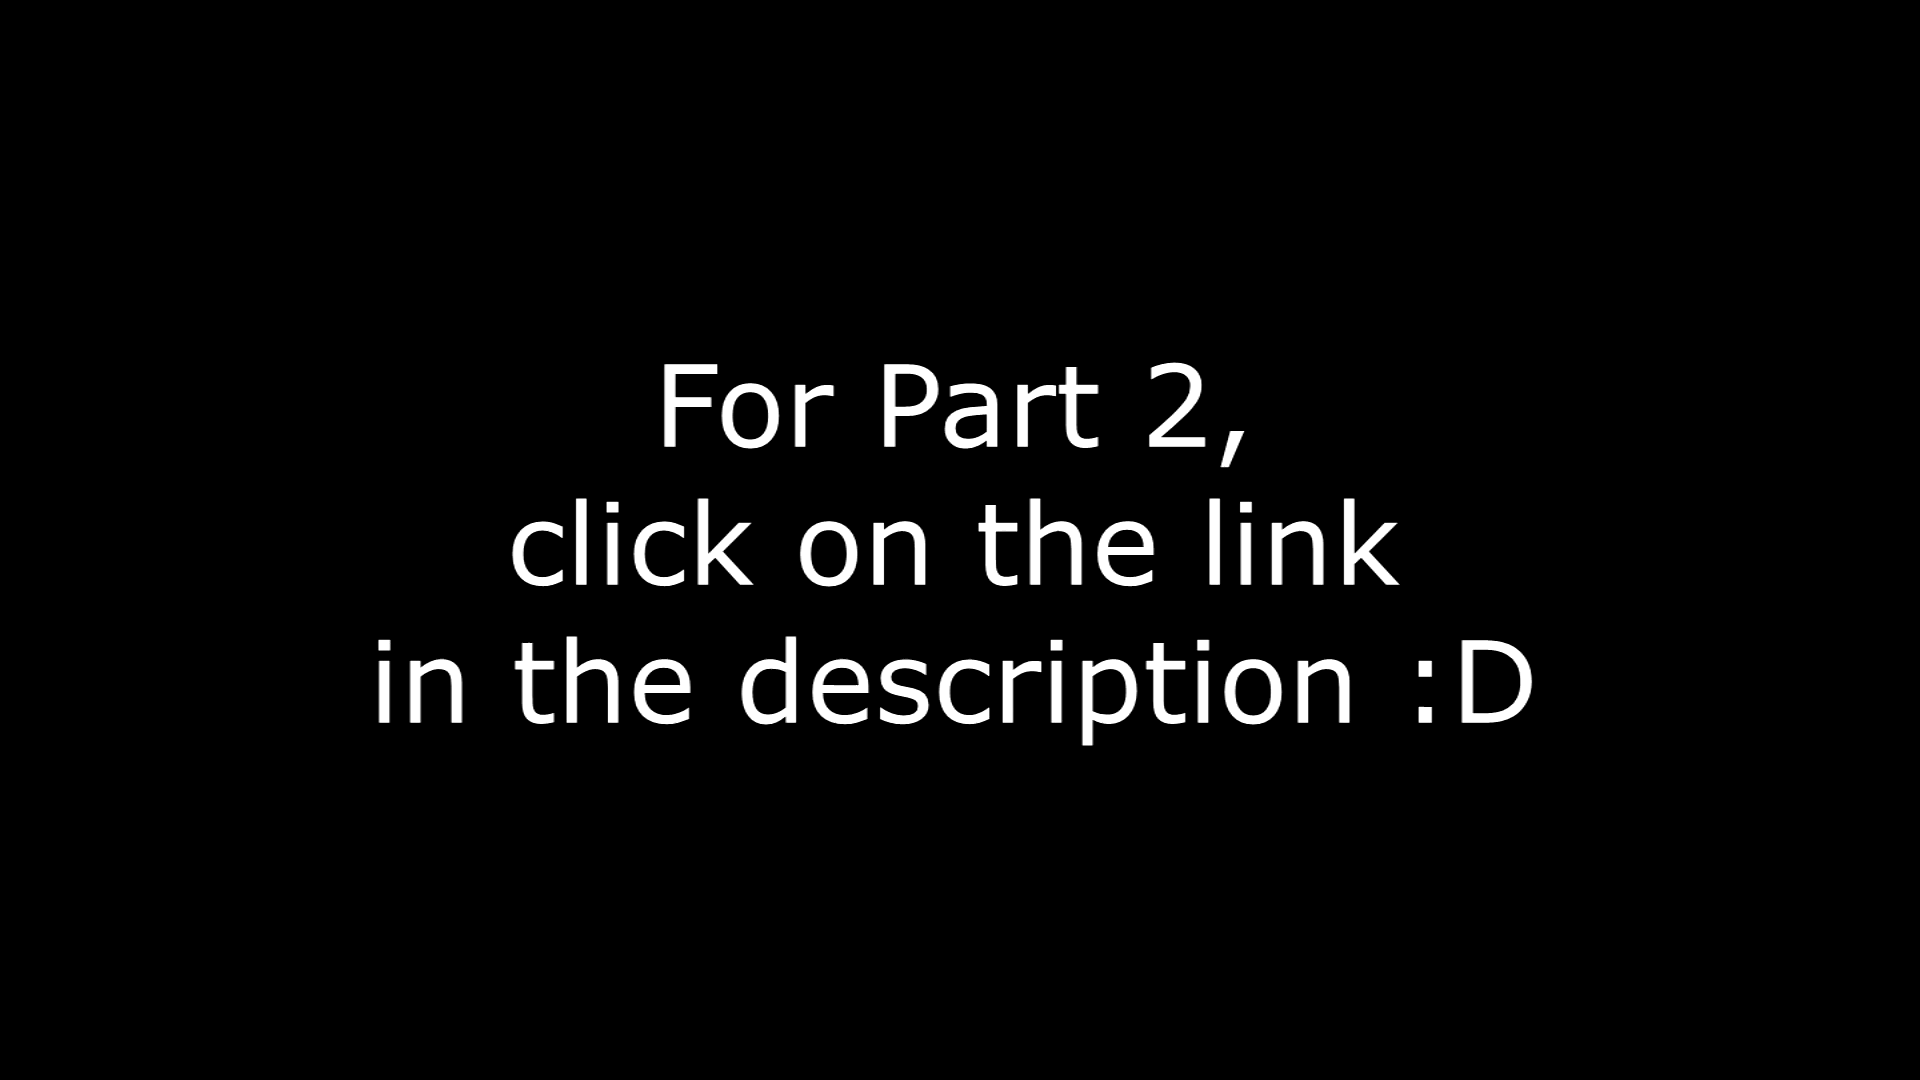 For Part 2,
click on the link
in the description :D